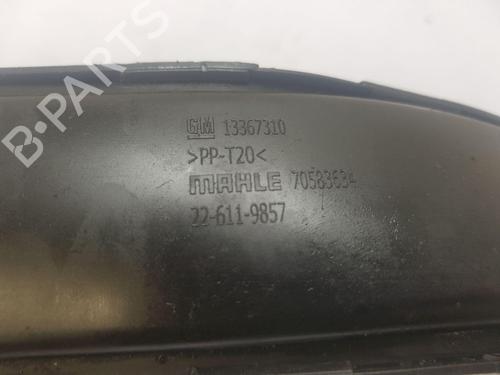 GM 13367310
>PP-T20<
MAHLE 70583634
22-611-9857
B-PARTS